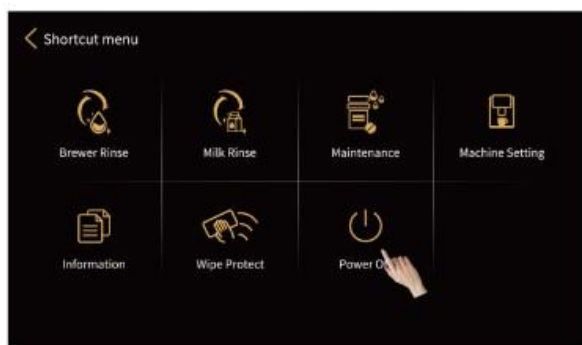 Shortcut menu
Brewer Rinse
Milk Rinse
Maintenance
Machine Setting
Information
Wipe Protect
Power